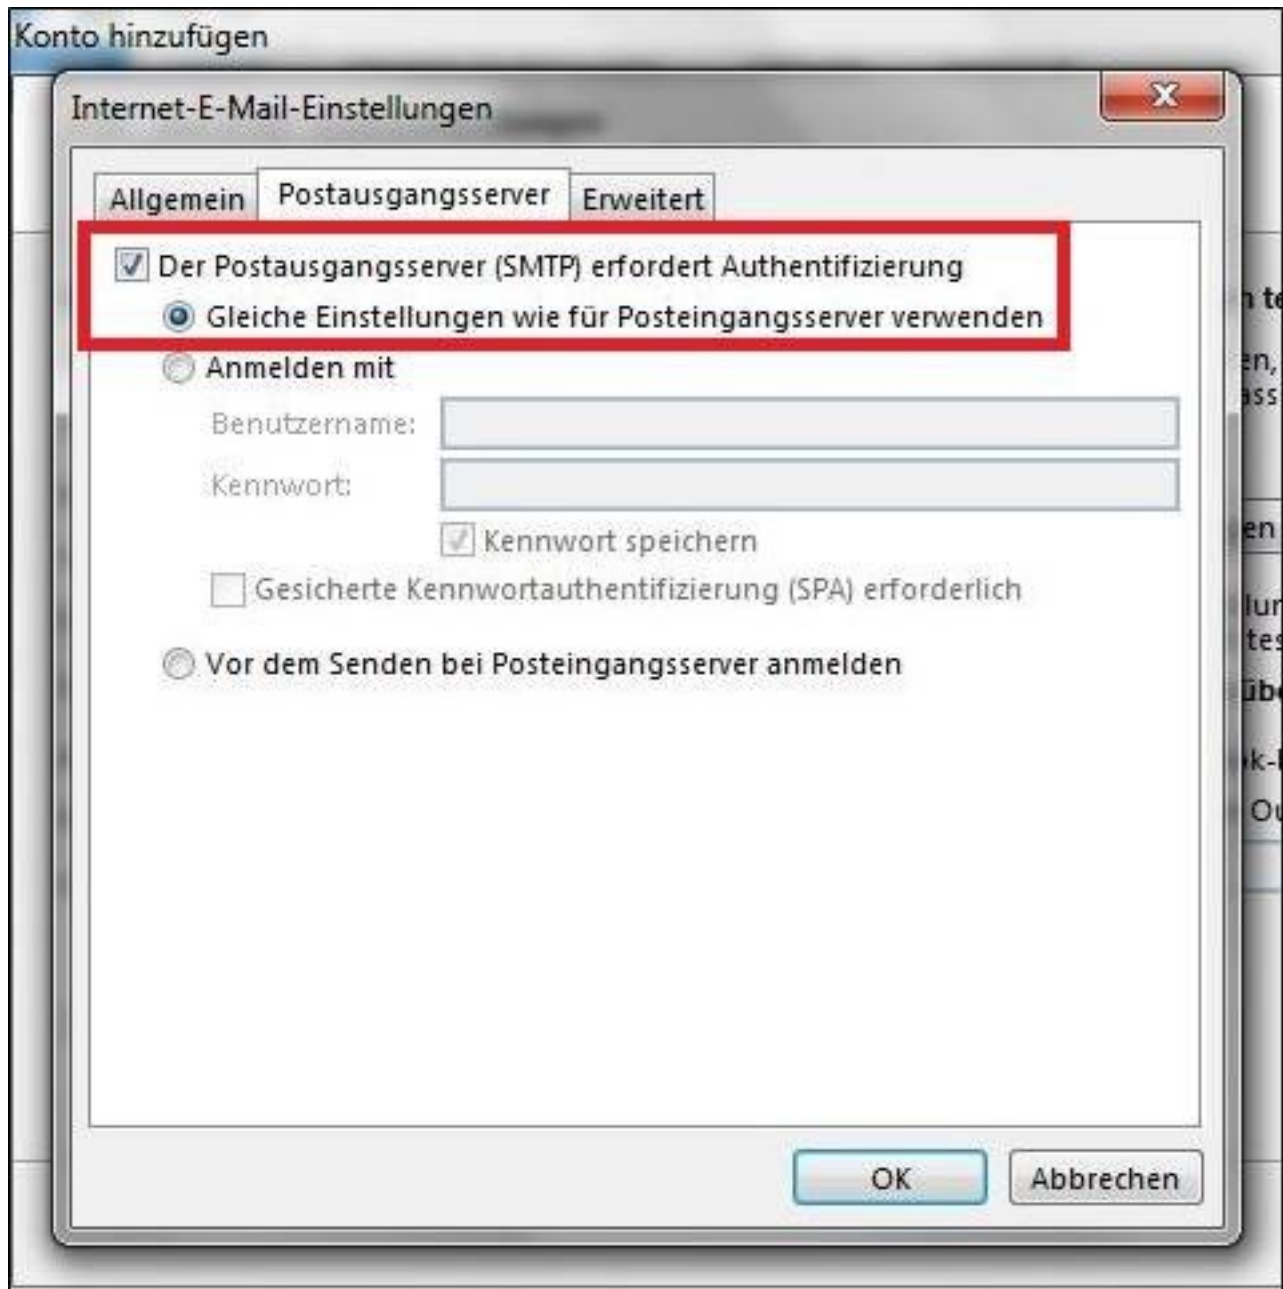 Konto hinzufügen
Internet-E-Mail-Einstellungen
Allgemein Postausgangsserver Erweitert
Der Postausgangsserver (SMTP) erfordert Authentifizierung
Gleiche Einstellungen wie für Posteingangsserver verwenden
Anmelden mit
Benutzername:
Kennwort:
Kennwort speichern
Gesicherte Kennwortauthentifizierung (SPA) erforderlich
Vor dem Senden bei Posteingangsserver anmelden
OK Abbrechen